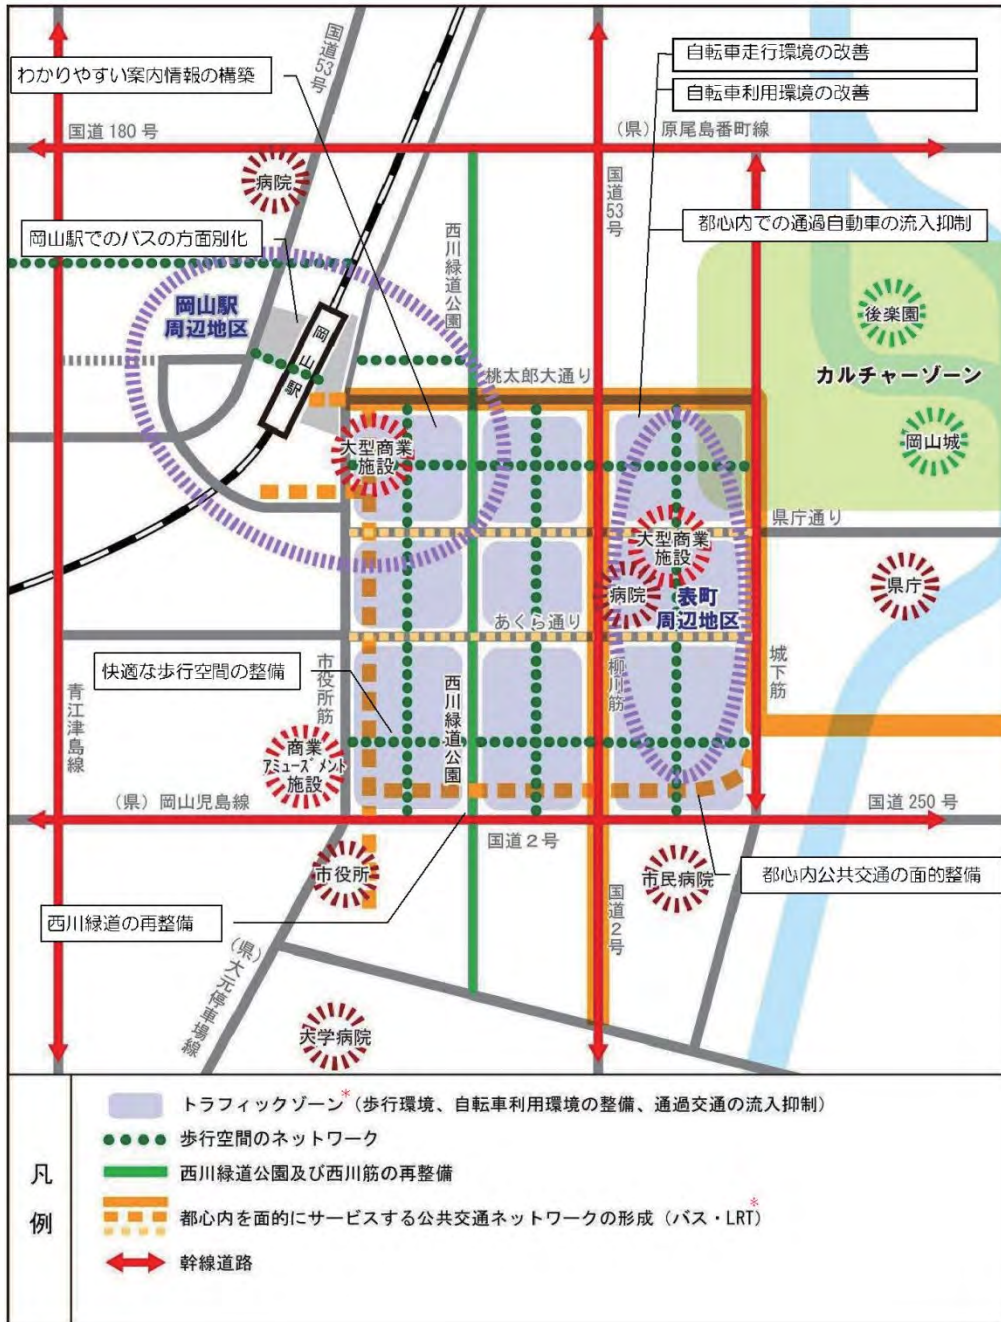 国道53号
わかりやすい案内情報の構築
自転車走行環境の改善
自転車利用環境の改善
国道180号
(県)原尾島番町線
病院
国道53号
都心内での通過自動車の流入抑制
岡山駅でのバスの方面別化
西川緑道公園
岡山駅
周辺地区
後楽園
岡山駅
桃太郎大通り
カルチャーゾーン
大型商業
施設
岡山城
県庁通り
大型商業
施設
病院
表町
周辺地区
県庁
あくら通り
快適な歩行空間の整備
市役所筋
西川緑道公園
柳川筋
城下筋
青江津島線
商業
アミューズメント
施設
(県)岡山児島線
国道250号
国道2号
市役所
市民病院
都心内公共交通の面的整備
国道2号
西川緑道の再整備
(県)大元停車場線
大学病院
凡例
トラフィックゾーン*(歩行環境、自転車利用環境の整備、通過交通の流入抑制)
歩行空間のネットワーク
西川緑道公園及び西川筋の再整備
都心内を面的にサービスする公共交通ネットワークの形成(バス・LRT)*
幹線道路